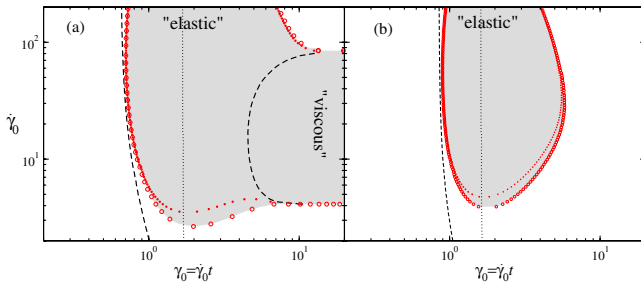 (a)
"elastic"
"viscous"
(b)
"elastic"
10²
10¹
γ̇₀
10⁰
10¹
10⁰
10¹
γ₀=γ̇₀t
γ₀=γ̇₀t